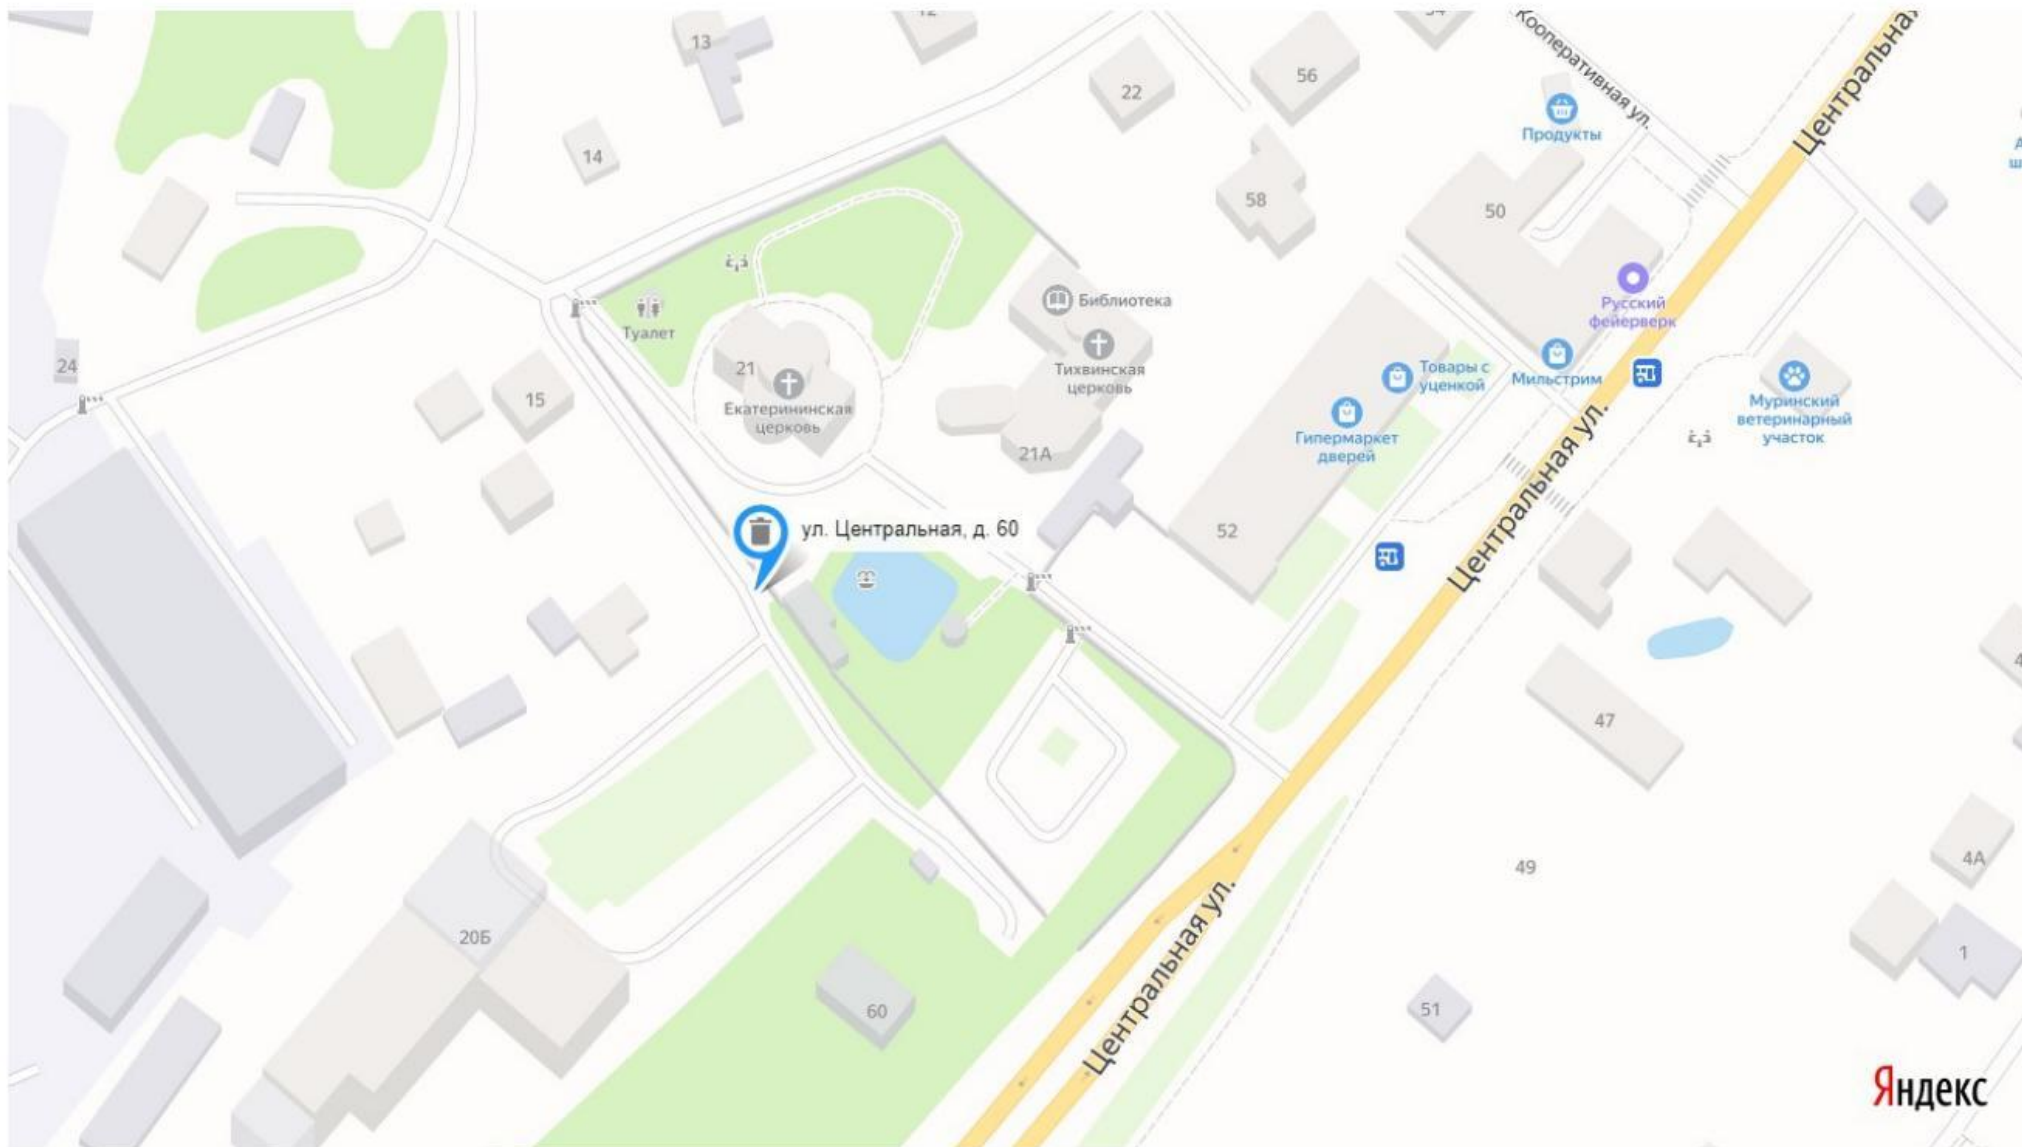 13
14
22
56
58
Кооперативная ул.
Центральная
Продукты
50
Русский
фейерверк
Туалет
Библиотека
Тихвинская
церковь
21
Екатерининская
церковь
21А
24
15
Товары с
уценкой
Мильстрим
Гипермаркет
дверей
52
Муринский
ветеринарный
участок
Центральная ул.
ул. Центральная, д. 60
47
49
4А
1
51
20Б
60
Центральная ул.
Яндекс